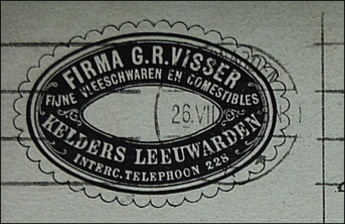 FIRMA G.R. VISSER
FIJNE VLEESCHWAREN EN COMESTIBLES
26.VII
KELDERS LEEUWARDEN
INTERC. TELEPHOON 228